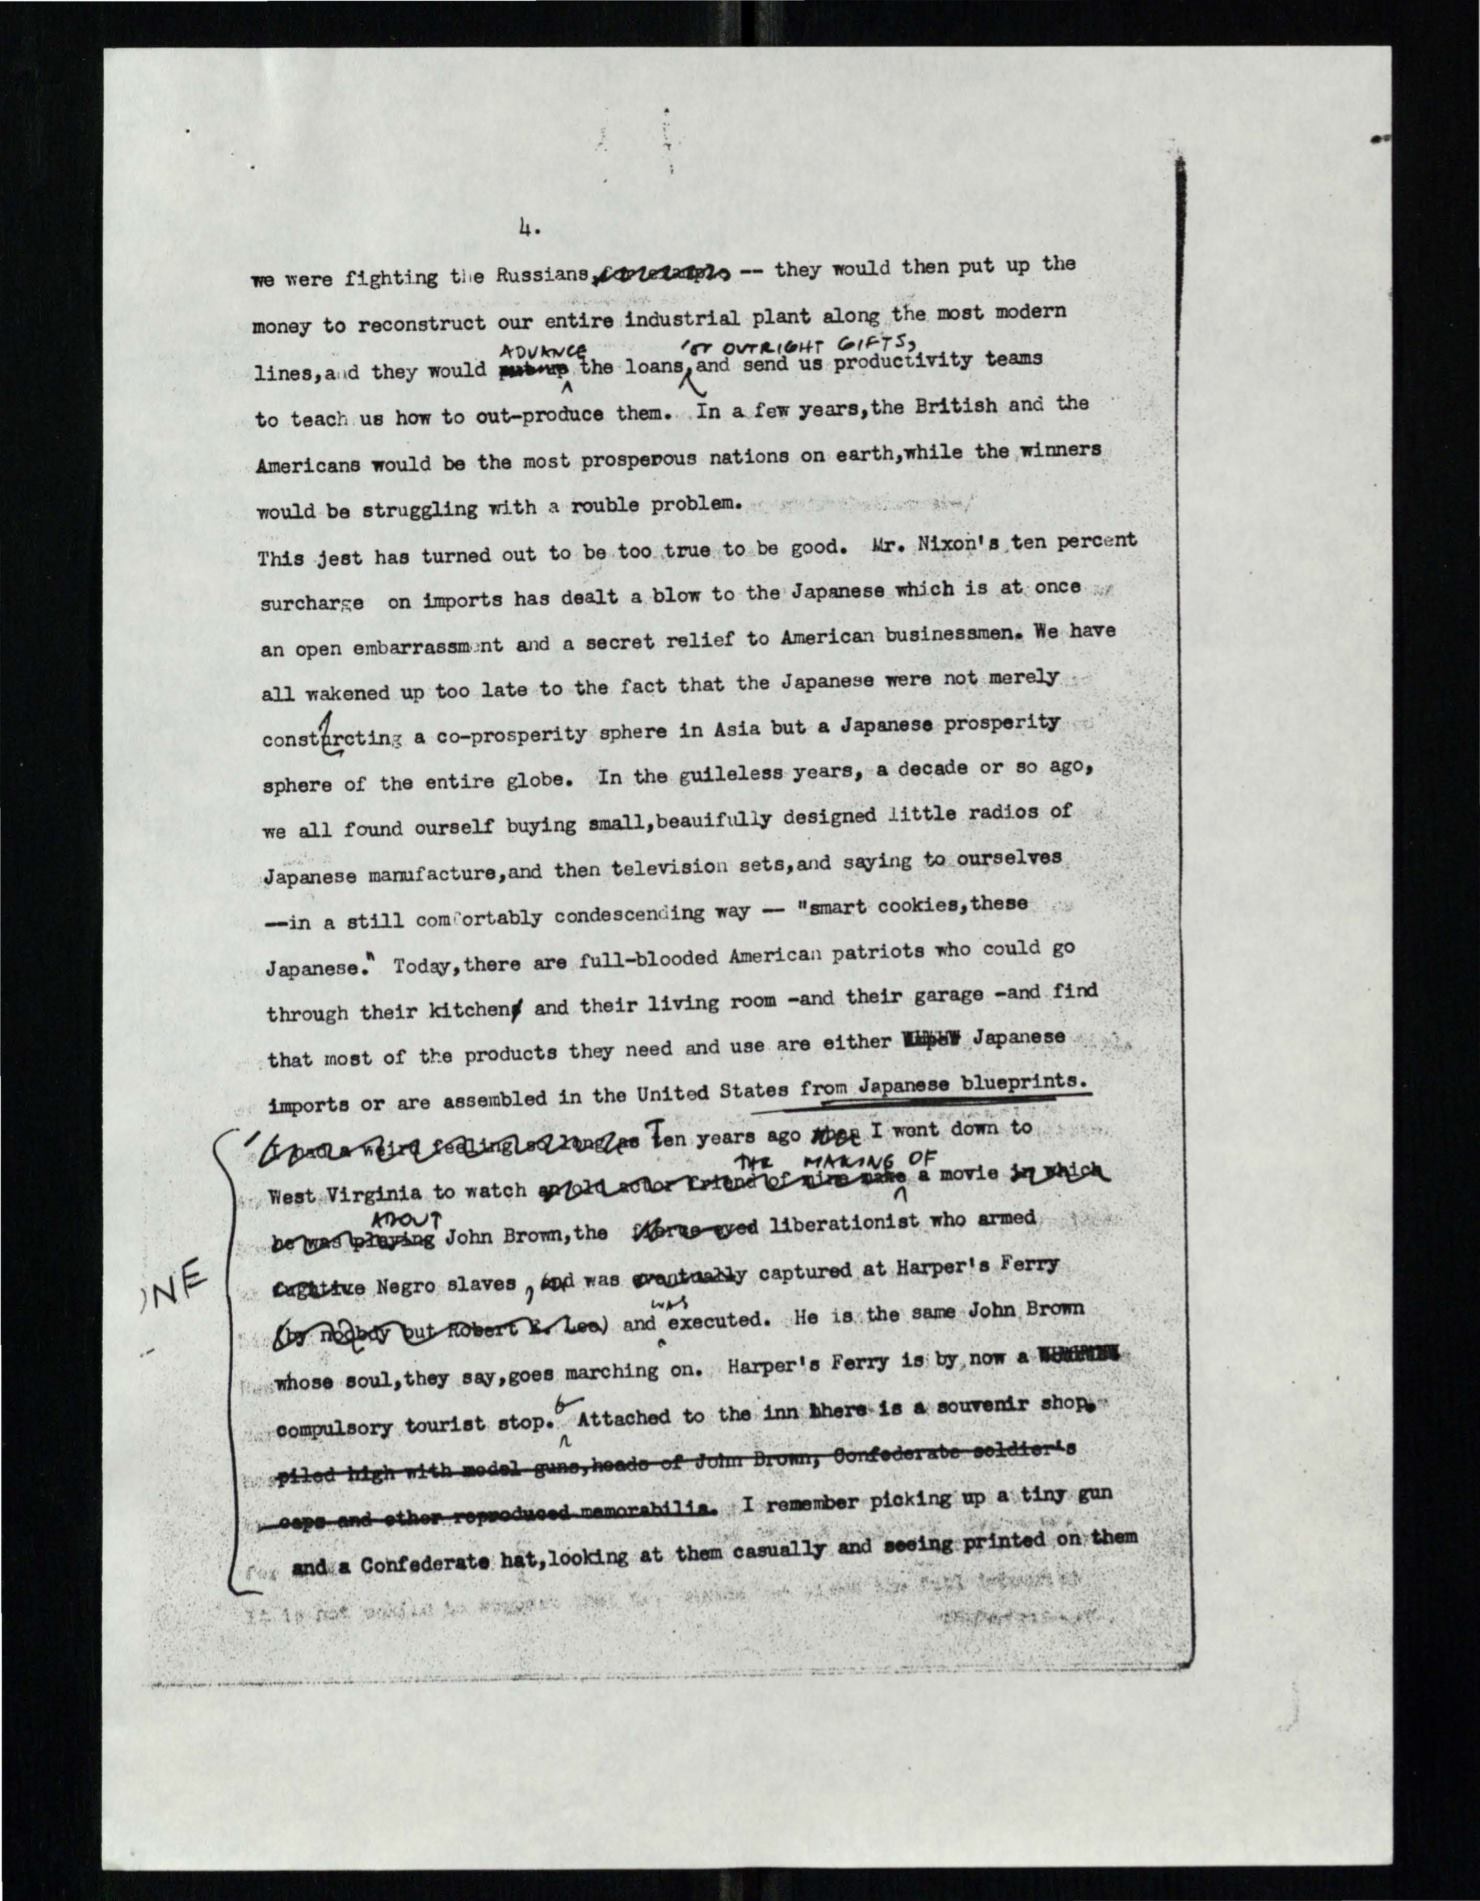 4.
we were fighting the Russians, for example -- they would then put up the
money to reconstruct our entire industrial plant along the most modern
ADVANCE 'or OUTRIGHT GIFTS,
lines,and they would put up the loans, and send us productivity teams
to teach us how to out-produce them. In a few years,the British and the
Americans would be the most prosperous nations on earth,while the winners
would be struggling with a rouble problem.
This jest has turned out to be too true to be good. Mr. Nixon's ten percent
surcharge on imports has dealt a blow to the Japanese which is at once
an open embarrassment and a secret relief to American businessmen. We have
all wakened up too late to the fact that the Japanese were not merely
consturcting a co-prosperity sphere in Asia but a Japanese prosperity
sphere of the entire globe. In the guileless years, a decade or so ago,
we all found ourself buying small,beauifully designed little radios of
Japanese manufacture,and then television sets,and saying to ourselves
--in a still comfortably condescending way -- "smart cookies,these
Japanese." Today,there are full-blooded American patriots who could go
through their kitchens and their living room -and their garage -and find
that most of the products they need and use are either Japanese
imports or are assembled in the United States from Japanese blueprints.
I had a weird feeling so long as Ten years ago when I went down to
THE MAKING OF
West Virginia to watch an old actor friend of mine make a movie in which
ABOUT
he was playing John Brown,the fierce eyed liberationist who armed
fugitive Negro slaves, and was eventually captured at Harper's Ferry
NE
was
(by nobody but Robert E. Lee) and executed. He is the same John Brown
whose soul,they say,goes marching on. Harper's Ferry is by now a
compulsory tourist stop. Attached to the inn there is a souvenir shop.
piled high with model guns,heads of John Brown, Confederate soldier's
caps and other reproduced memorabilia. I remember picking up a tiny gun
and a Confederate hat,looking at them casually and seeing printed on them